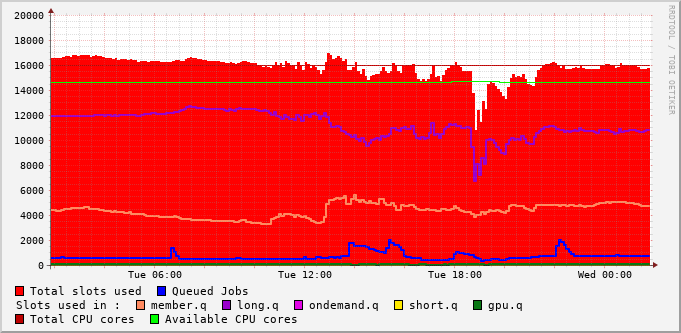 20000
18000
16000
14000
12000
10000
8000
6000
4000
2000
0
Tue 06:00 Tue 12:00 Tue 18:00 Wed 00:00
RRDTOOL / TOBI OETIKER
Total slots used Queued Jobs
Slots used in : member.q long.q ondemand.q short.q gpu.q
Total CPU cores Available CPU cores